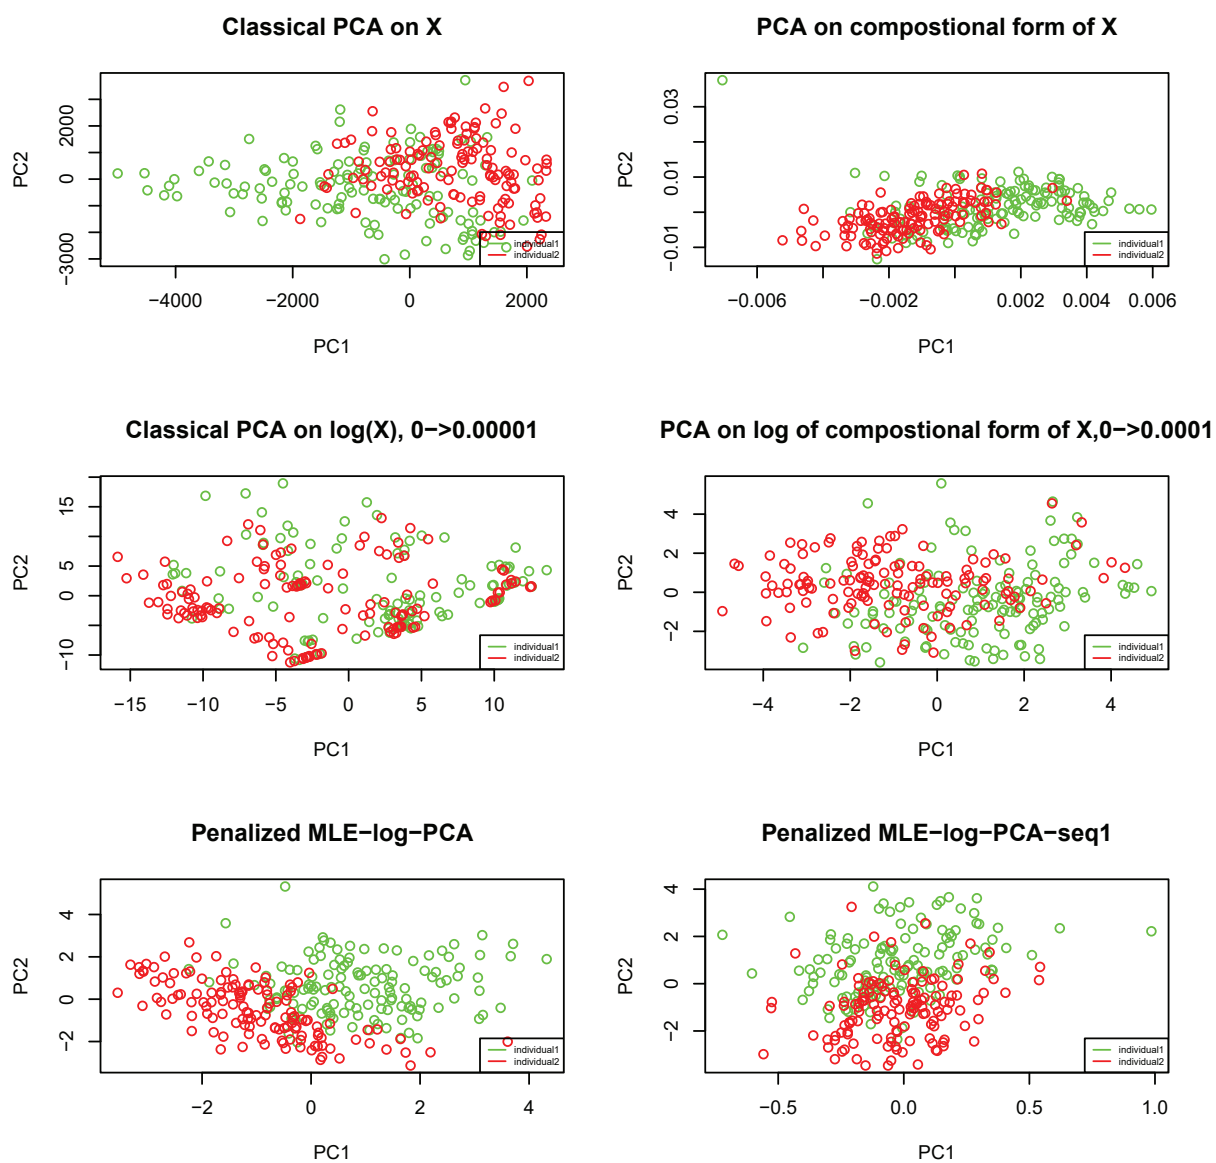 Classical PCA on X
PC2
2000
0
−3000
individual1
individual2
−4000 −2000 0 2000
PC1
PCA on compostional form of X
PC2
0.03
0.01
−0.01
individual1
individual2
−0.006 −0.002 0.002 0.004 0.006
PC1
Classical PCA on log(X), 0−>0.00001
PC2
15
5
0
−10
individual1
individual2
−15 −10 −5 0 5 10
PC1
PCA on log of compostional form of X,0−>0.0001
PC2
4
2
0
−2
individual1
individual2
−4 −2 0 2 4
PC1
Penalized MLE−log−PCA
PC2
4
2
0
−2
individual1
individual2
−2 0 2 4
PC1
Penalized MLE−log−PCA−seq1
PC2
4
2
0
−2
individual1
individual2
−0.5 0.0 0.5 1.0
PC1